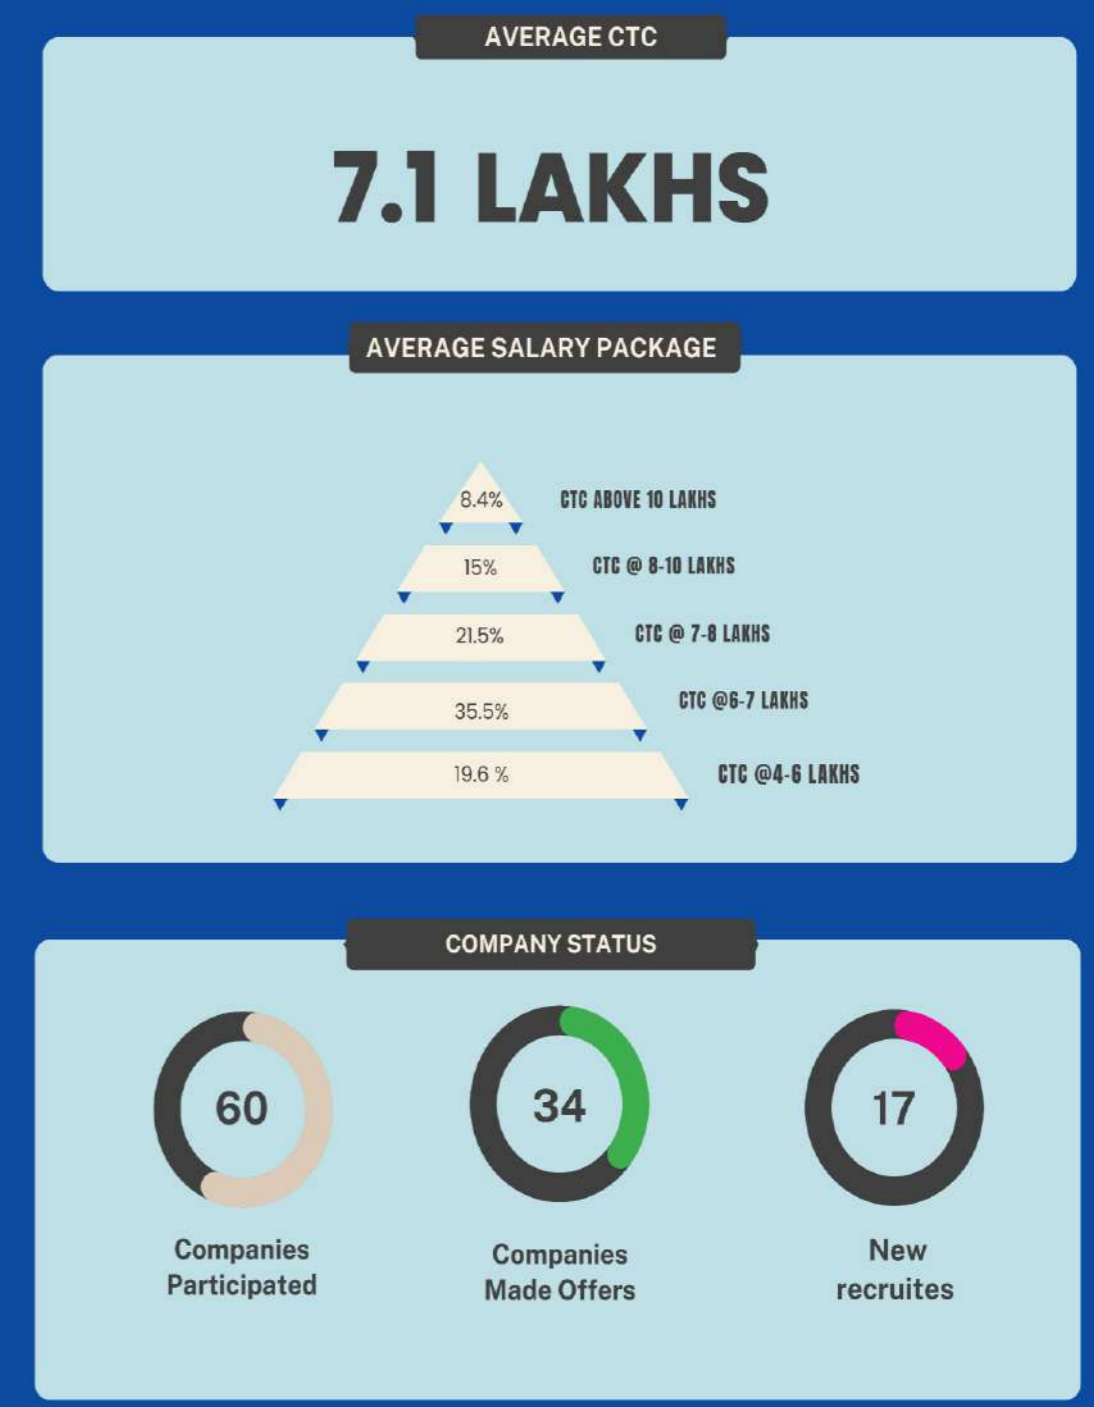 AVERAGE CTC
7.1 LAKHS
AVERAGE SALARY PACKAGE
8.4% CTC ABOVE 10 LAKHS
15% CTC @ 8-10 LAKHS
21.5% CTC @ 7-8 LAKHS
35.5% CTC @6-7 LAKHS
19.6 % CTC @4-6 LAKHS
COMPANY STATUS
60
Companies
Participated
34
Companies
Made Offers
17
New
recruites